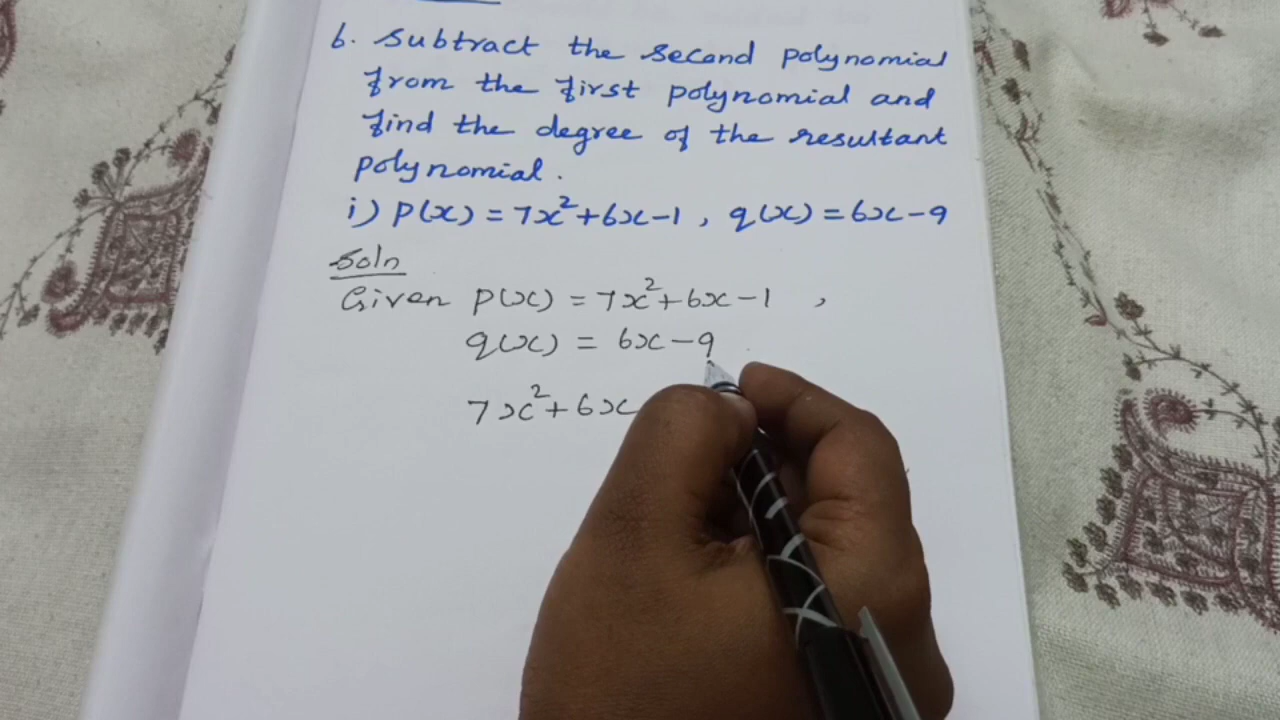 6. Subtract the second polynomial
from the first polynomial and
find the degree of the resultant
polynomial.
i) p(x) = 7x²+6x-1, q(x) = 6x-9
Soln
Given p(x) = 7x²+6x-1 ,
q(x) = 6x-9
7x²+6x